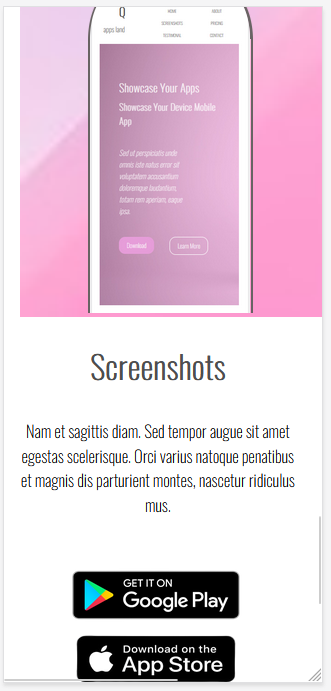 Q
apps land
HOME
ABOUT
SCREENSHOTS
PRICING
TESTIMONIAL
CONTACT
Showcase Your Apps
Showcase Your Device Mobile
App
Sed ut perspiciatis unde
omnis iste natus error sit
voluptatem accusantium
doloremque laudantium,
totam rem aperiam, eaque
ipsa.
Download
Learn More
Screenshots
Nam et sagittis diam. Sed tempor augue sit amet
egestas scelerisque. Orci varius natoque penatibus
et magnis dis parturient montes, nascetur ridiculus
mus.
GET IT ON
Google Play
Download on the
App Store